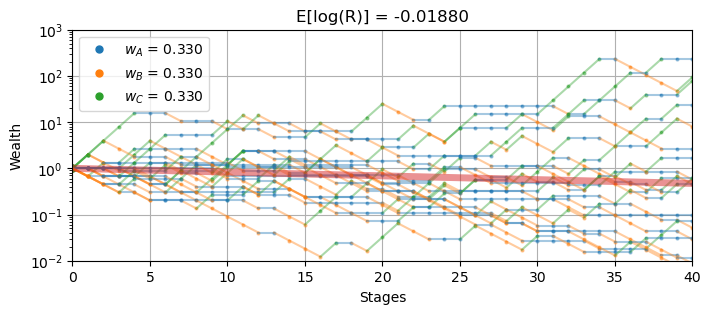 E[log(R)] = -0.01880
w_A = 0.330
w_B = 0.330
w_C = 0.330
Wealth
10³
10²
10¹
10⁰
10⁻¹
10⁻²
0 5 10 15 20 25 30 35 40
Stages